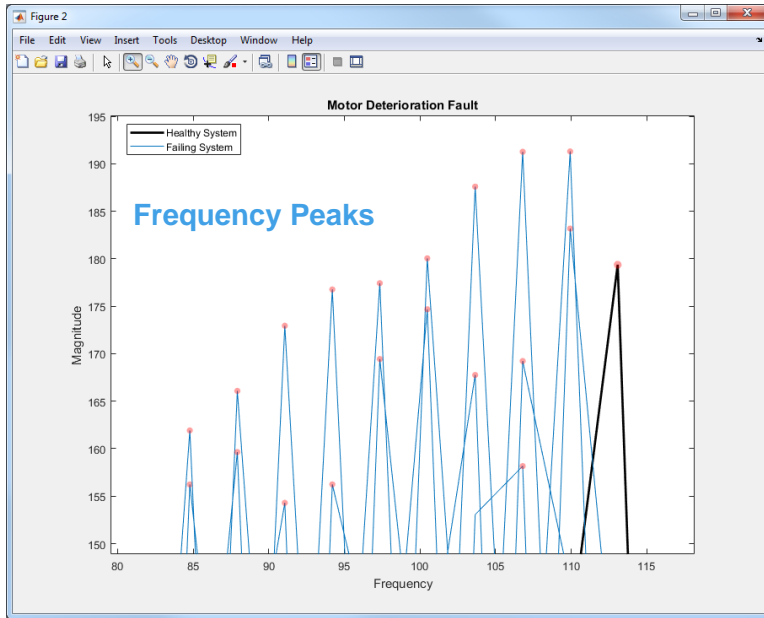 Figure 2
File Edit View Insert Tools Desktop Window Help
Motor Deterioration Fault
Healthy System
Failing System
Frequency Peaks
Magnitude
195
190
185
180
175
170
165
160
155
150
80 85 90 95 100 105 110 115
Frequency